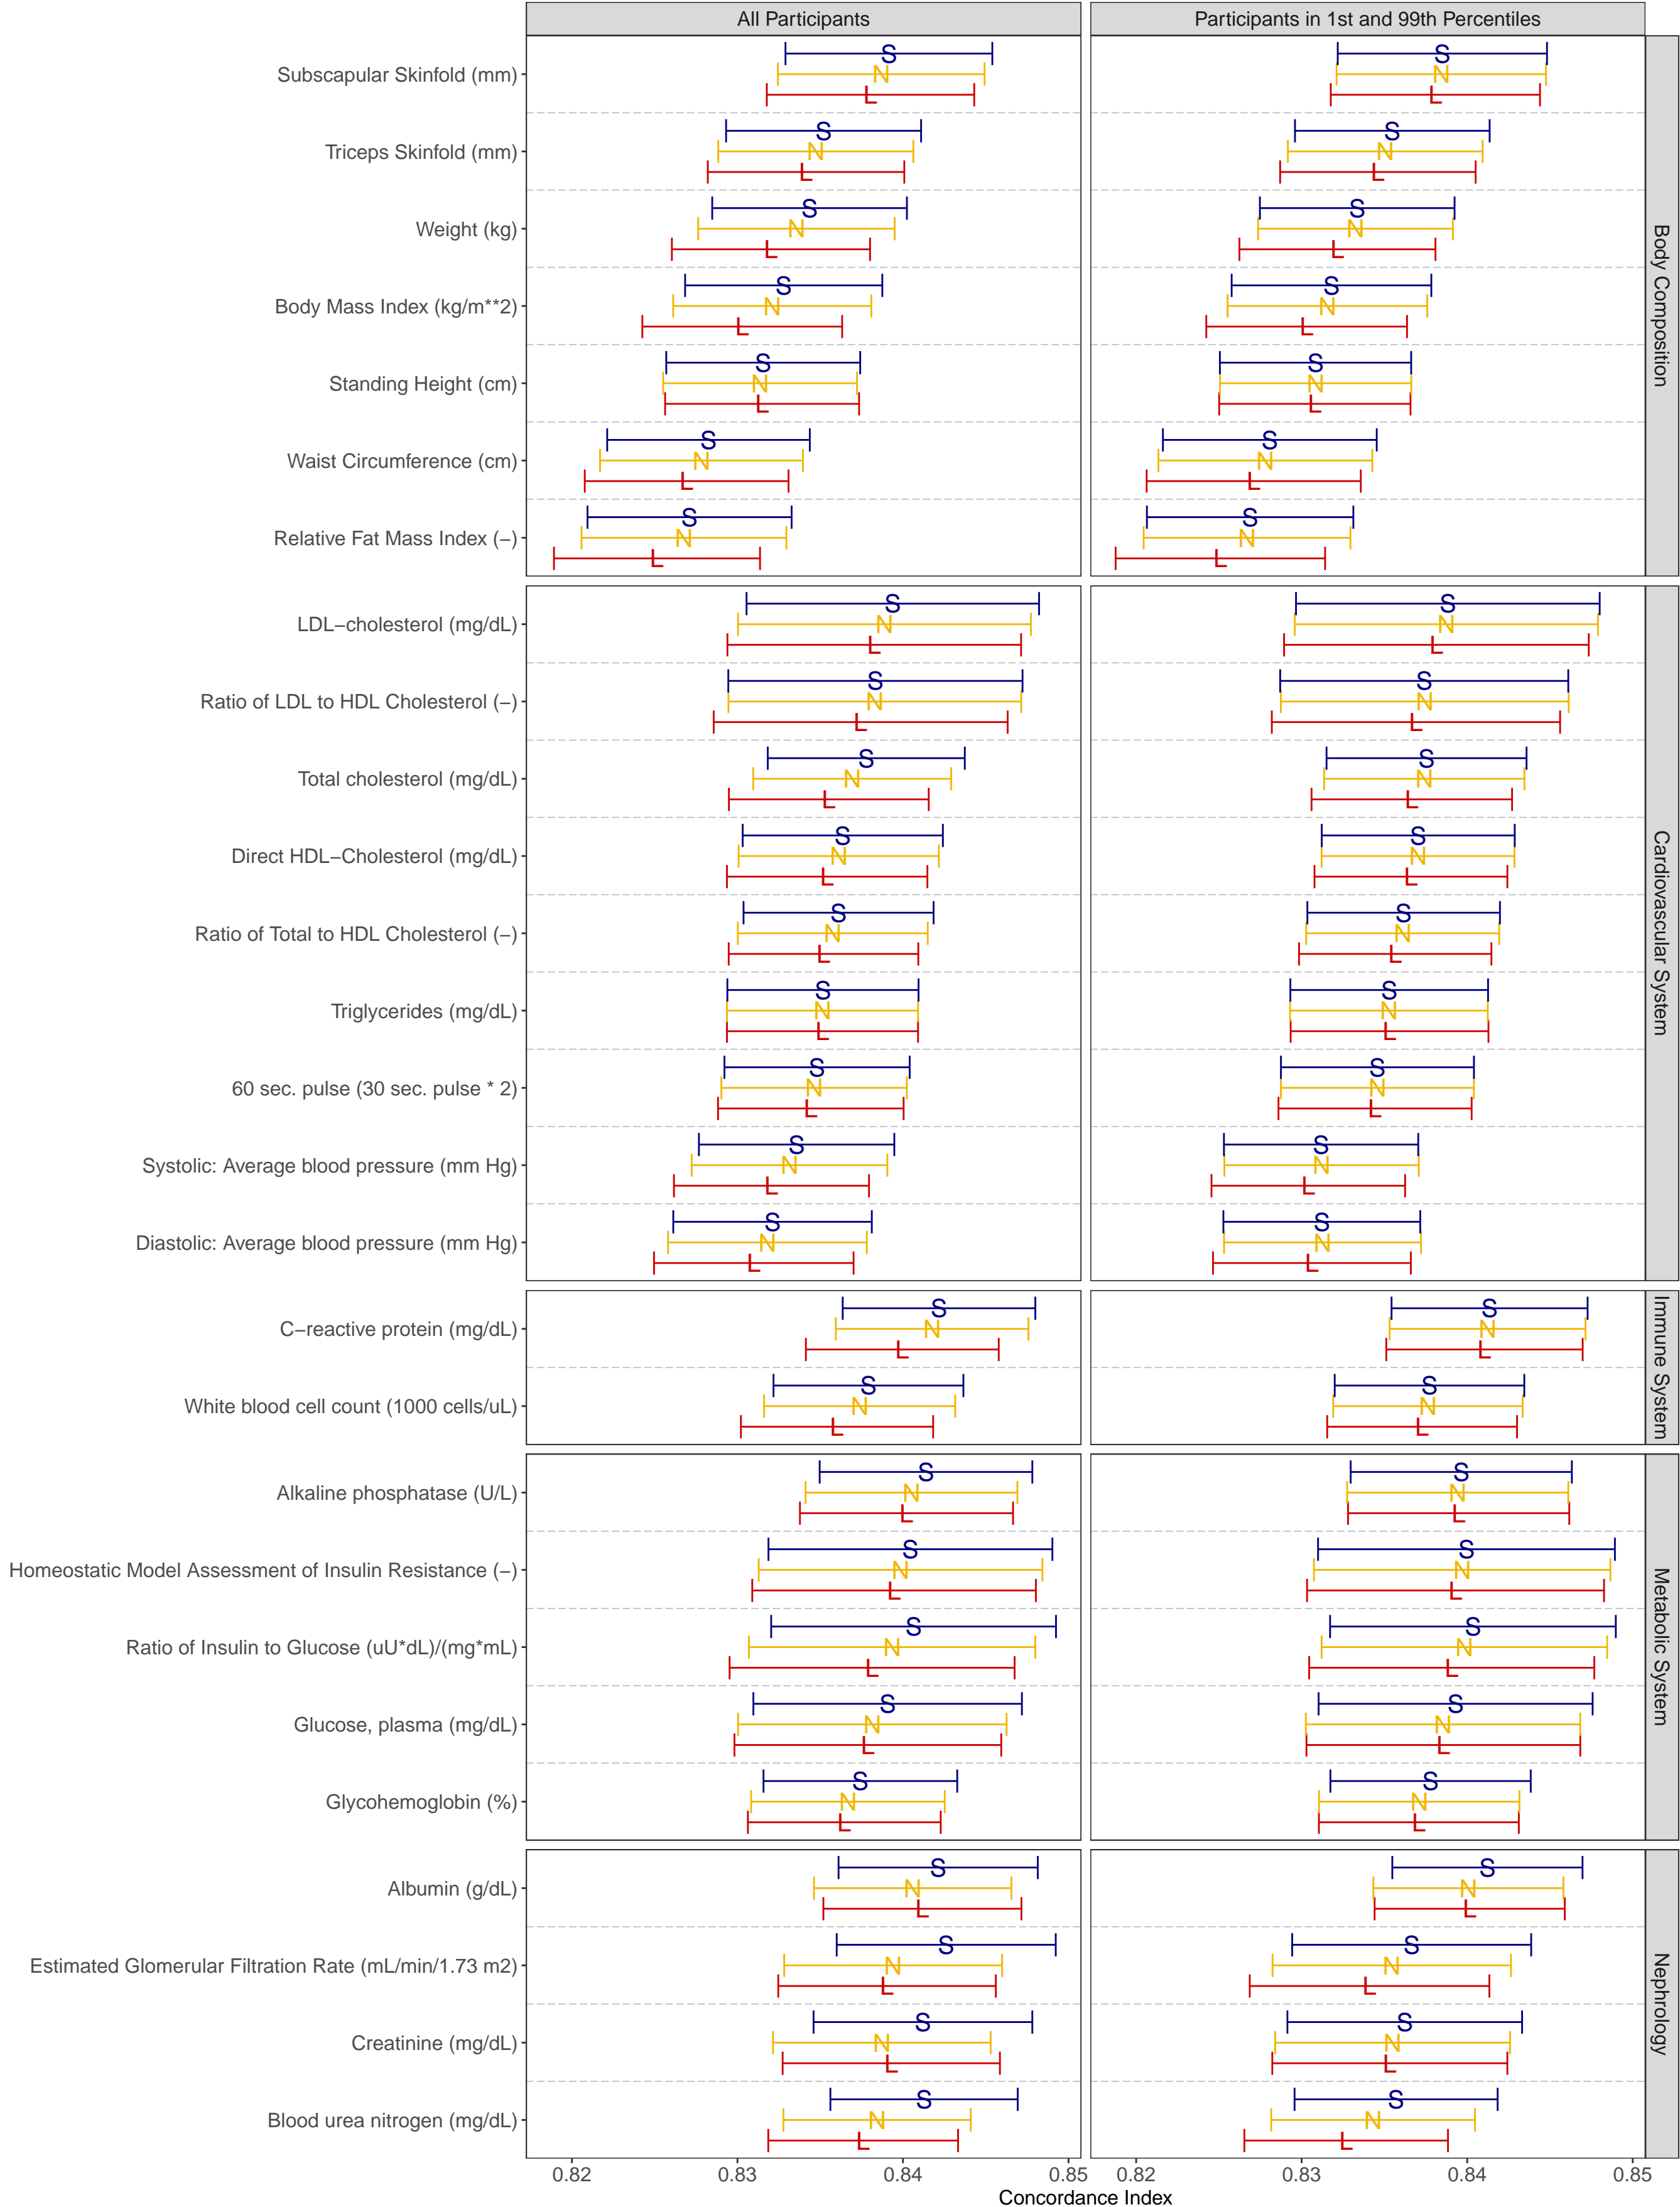 All Participants
Participants in 1st and 99th Percentiles
Subscapular Skinfold (mm)
S
N
L
S
N
L
Triceps Skinfold (mm)
S
N
L
S
N
L
Weight (kg)
S
N
L
S
N
L
Body Mass Index (kg/m**2)
S
N
L
S
N
L
Standing Height (cm)
S
N
L
S
N
L
Waist Circumference (cm)
S
N
L
S
N
L
Relative Fat Mass Index (−)
S
N
L
S
N
L
Body Composition
LDL−cholesterol (mg/dL)
S
N
L
S
N
L
Ratio of LDL to HDL Cholesterol (−)
S
N
L
S
N
L
Total cholesterol (mg/dL)
S
N
L
S
N
L
Direct HDL−Cholesterol (mg/dL)
S
N
L
S
N
L
Ratio of Total to HDL Cholesterol (−)
S
N
L
S
N
L
Triglycerides (mg/dL)
S
N
L
S
N
L
60 sec. pulse (30 sec. pulse * 2)
S
N
L
S
N
L
Systolic: Average blood pressure (mm Hg)
S
N
L
S
N
L
Diastolic: Average blood pressure (mm Hg)
S
N
L
S
N
L
Cardiovascular System
C−reactive protein (mg/dL)
S
N
L
S
N
L
White blood cell count (1000 cells/uL)
S
N
L
S
N
L
Immune System
Alkaline phosphatase (U/L)
S
N
L
S
N
L
Homeostatic Model Assessment of Insulin Resistance (−)
S
N
L
S
N
L
Ratio of Insulin to Glucose (uU*dL)/(mg*mL)
S
N
L
S
N
L
Glucose, plasma (mg/dL)
S
N
L
S
N
L
Glycohemoglobin (%)
S
N
L
S
N
L
Metabolic System
Albumin (g/dL)
S
N
L
S
N
L
Estimated Glomerular Filtration Rate (mL/min/1.73 m2)
S
N
L
S
N
L
Creatinine (mg/dL)
S
N
L
S
N
L
Blood urea nitrogen (mg/dL)
S
N
L
S
N
L
Nephrology
0.82 0.83 0.84 0.85
0.82 0.83 0.84 0.85
Concordance Index